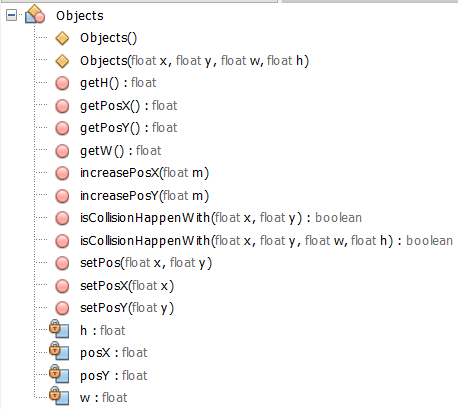 Objects
Objects()
Objects(float x, float y, float w, float h)
getH() : float
getPosX() : float
getPosY() : float
getW() : float
increasePosX(float m)
increasePosY(float m)
isCollisionHappenWith(float x, float y) : boolean
isCollisionHappenWith(float x, float y, float w, float h) : boolean
setPos(float x, float y)
setPosX(float x)
setPosY(float y)
h : float
posX : float
posY : float
w : float